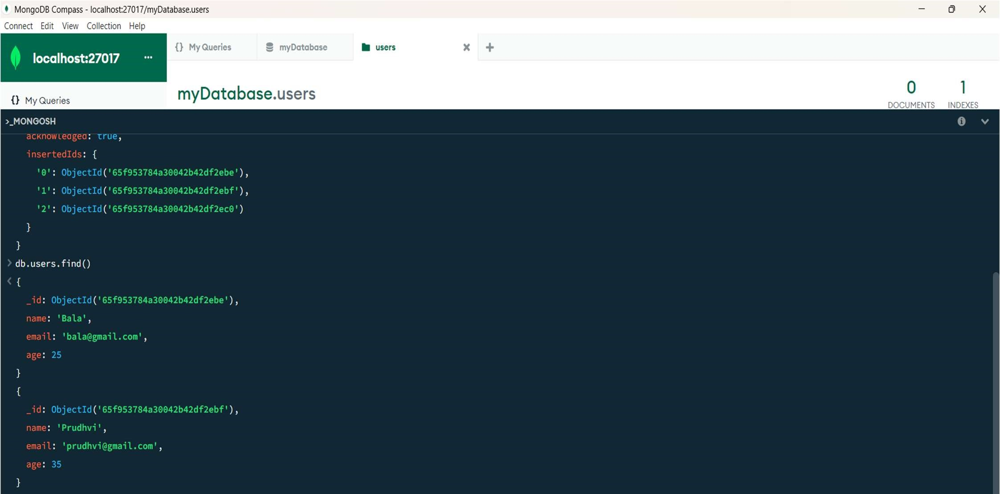 MongoDB Compass - localhost:27017/myDatabase.users
Connect Edit View Collection Help
localhost:27017 ...
{} My Queries
myDatabase
users
{} My Queries
myDatabase.users
0 DOCUMENTS
1 INDEXES
>_MONGOSH
acknowledged: true,
insertedIds: {
'0': ObjectId('65f953784a30042b42df2ebe'),
'1': ObjectId('65f953784a30042b42df2ebf'),
'2': ObjectId('65f953784a30042b42df2ec0')
}
}
> db.users.find()
< {
_id: ObjectId('65f953784a30042b42df2ebe'),
name: 'Bala',
email: 'bala@gmail.com',
age: 25
}
{
_id: ObjectId('65f953784a30042b42df2ebf'),
name: 'Prudhvi',
email: 'prudhvi@gmail.com',
age: 35
}